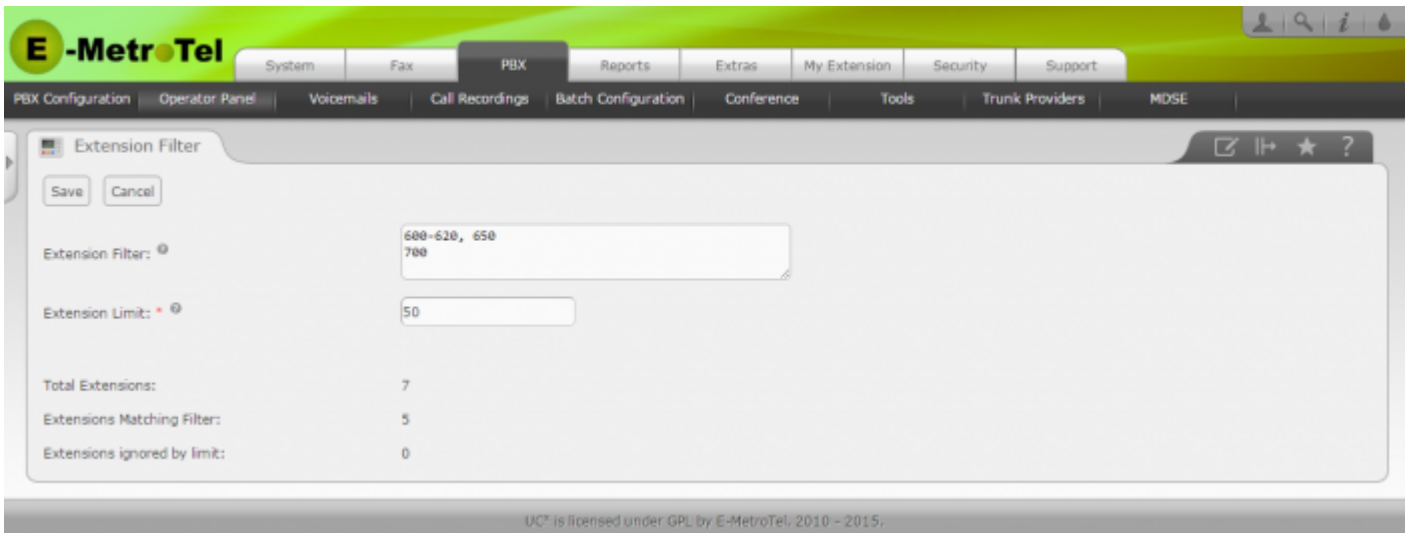 E-MetroTel
System Fax PBX Reports Extras My Extension Security Support
PBX Configuration Operator Panel Voicemails Call Recordings Batch Configuration Conference Tools Trunk Providers MDSE
Extension Filter
Save Cancel
Extension Filter:
600-620, 650
700
Extension Limit: *
50
Total Extensions: 7
Extensions Matching Filter: 5
Extensions ignored by limit: 0
UCˣ is licensed under GPL by E-MetroTel. 2010 - 2015.